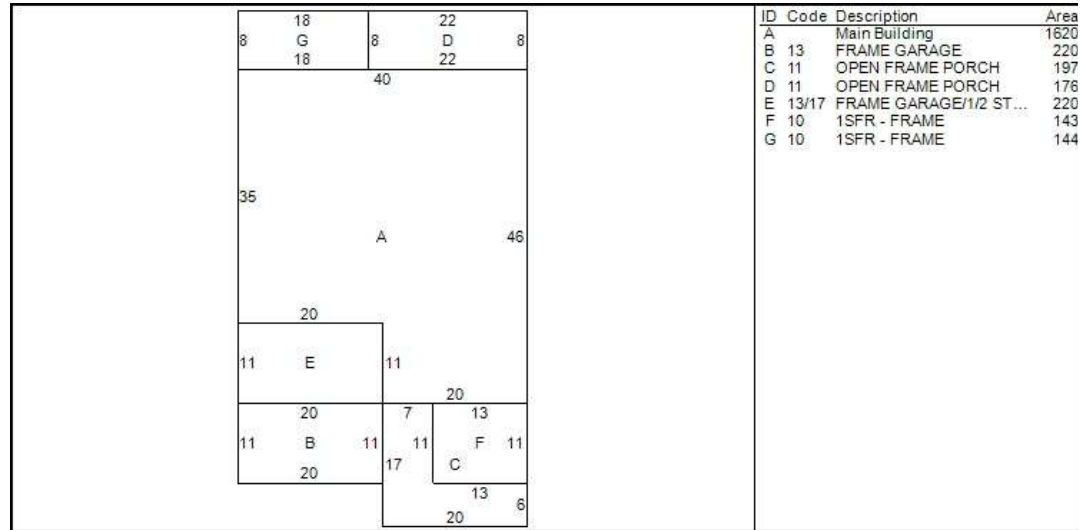 18 22
8 G 8 D 8
18 22
40
35
A 46
20
11 E 11
20
20 7 13
11 B 11 11 F 11
20 17 C
13
6
20
ID Code Description Area
A Main Building 1620
B 13 FRAME GARAGE 220
C 11 OPEN FRAME PORCH 197
D 11 OPEN FRAME PORCH 176
E 13/17 FRAME GARAGE/1/2 ST... 220
F 10 1SFR - FRAME 143
G 10 1SFR - FRAME 144